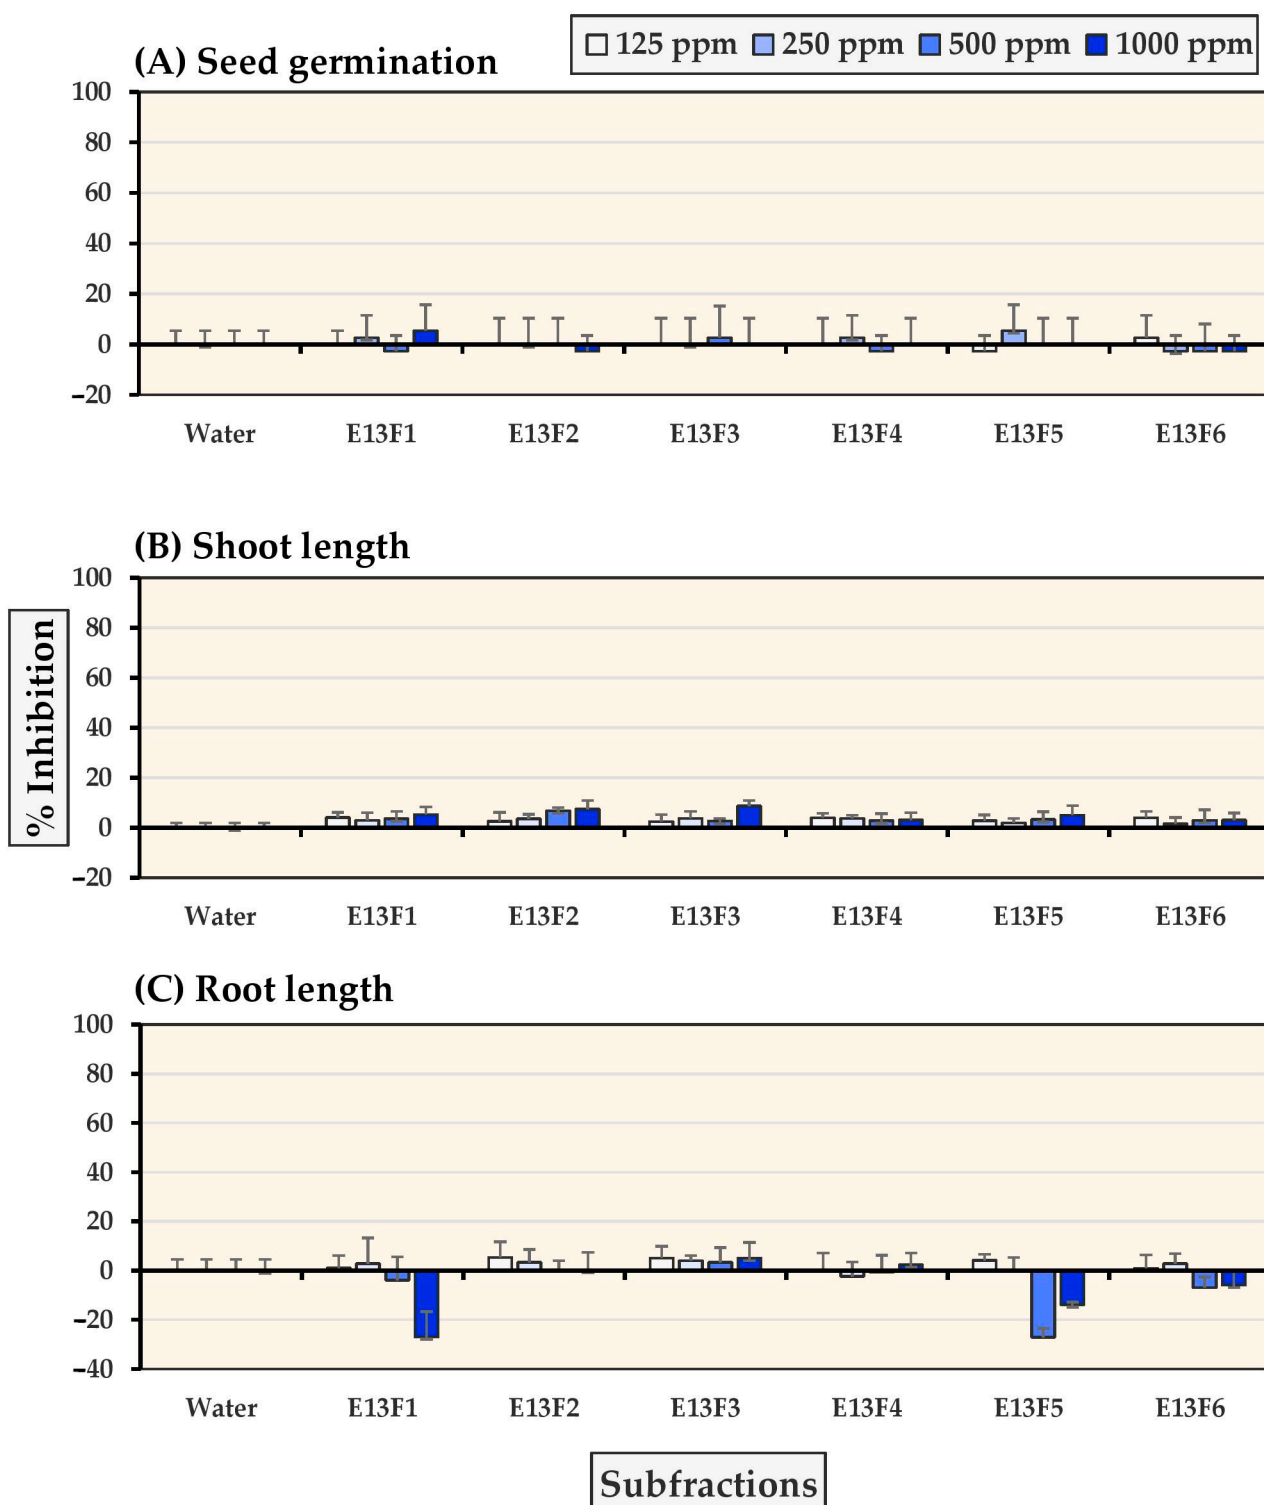 125 ppm 250 ppm 500 ppm 1000 ppm
(A) Seed germination
100
80
60
40
20
0
−20
Water E13F1 E13F2 E13F3 E13F4 E13F5 E13F6
(B) Shoot length
100
80
60
40
20
0
−20
% Inhibition
Water E13F1 E13F2 E13F3 E13F4 E13F5 E13F6
(C) Root length
100
80
60
40
20
0
−20
−40
Water E13F1 E13F2 E13F3 E13F4 E13F5 E13F6
Subfractions